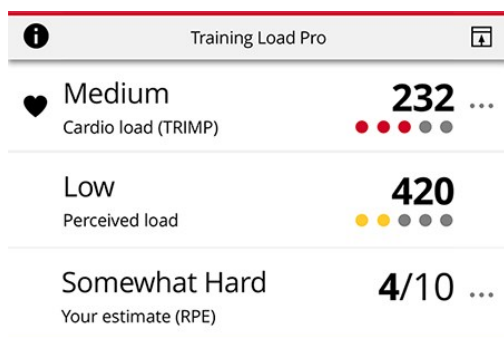 Training Load Pro
Medium 232 ...
Cardio load (TRIMP)
Low 420
Perceived load
Somewhat Hard 4/10 ...
Your estimate (RPE)